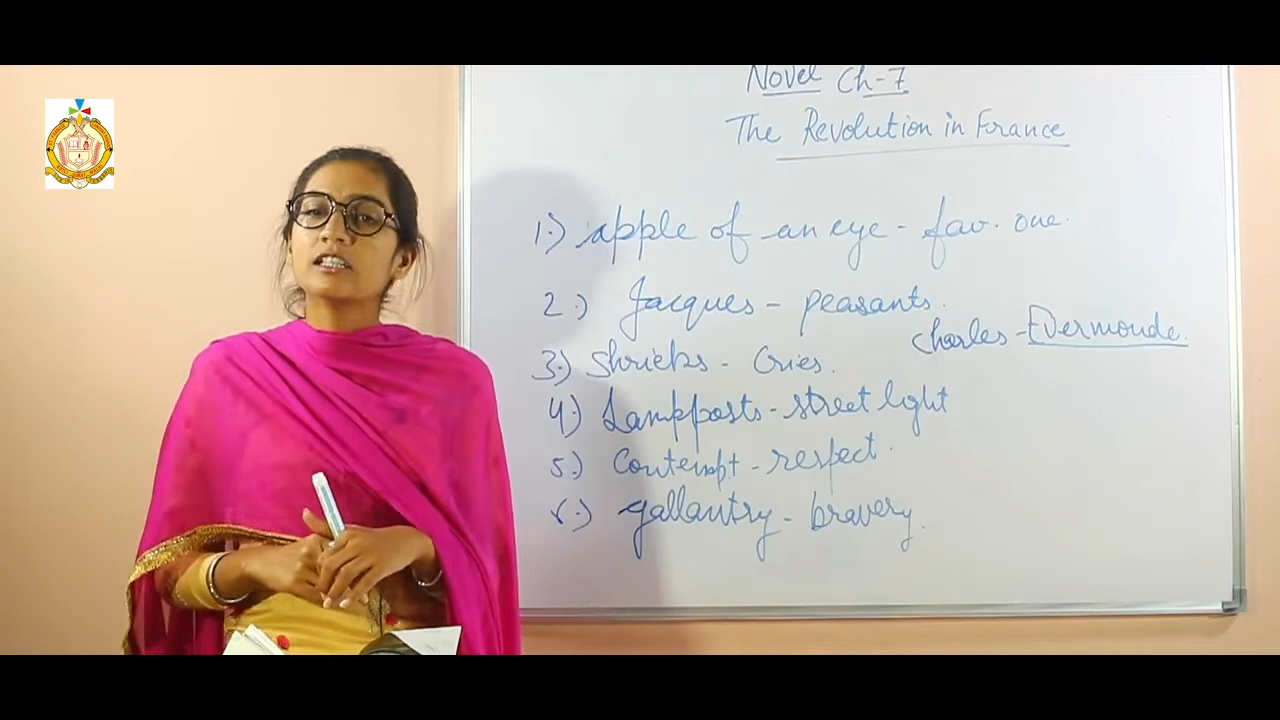 Novel Ch-7
The Revolution in France
1.) apple of an eye - fav. one.
2.) Jacques - peasants.
Charles - Evermonde.
3.) Shrieks - Cries.
4.) Lampposts - street light
5.) Contempt - respect.
6.) gallantry - bravery.